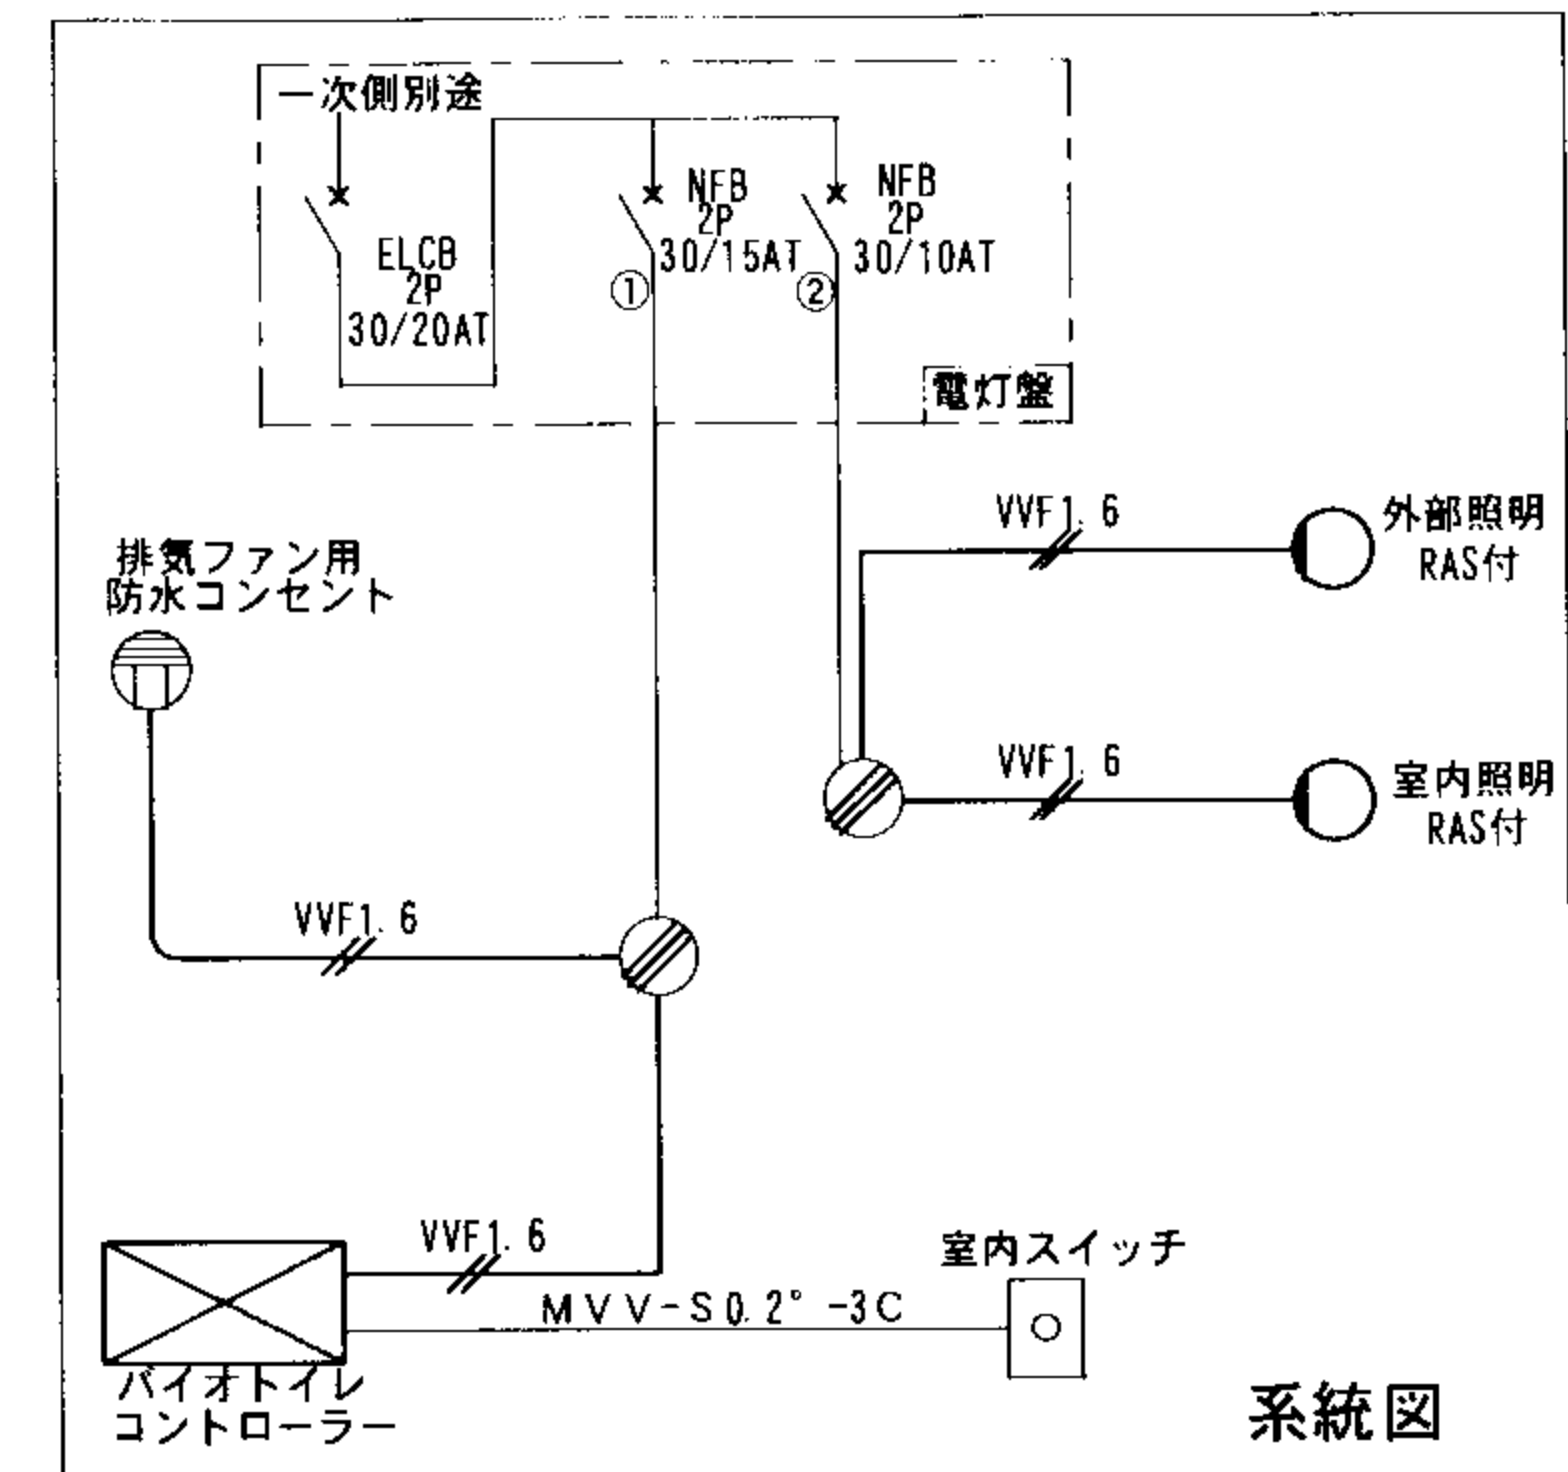 一次側別途
ELCB
2P
30/20AT
NFB
2P
30/15AT
①
NFB
2P
30/10AT
②
電灯盤
排気ファン用
防水コンセント
VVF1.6
外部照明
RAS付
VVF1.6
室内照明
RAS付
VVF1.6
VVF1.6
MVV-S0.2°-3C
室内スイッチ
バイオトイレ
コントローラー
系統図